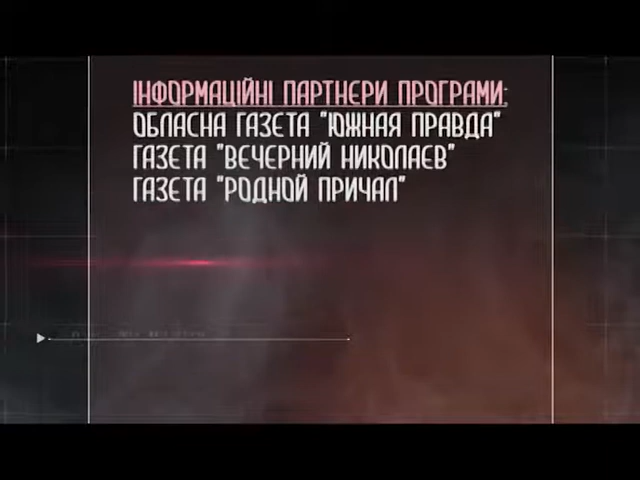 ІНФОРМАЦІЙНІ ПАРТНЕРИ ПРОГРАМИ:
ОБЛАСНА ГАЗЕТА "ЮЖНАЯ ПРАВДА"
ГАЗЕТА "ВЕЧЕРНИЙ НИКОЛАЕВ"
ГАЗЕТА "РОДНОЙ ПРИЧАЛ"